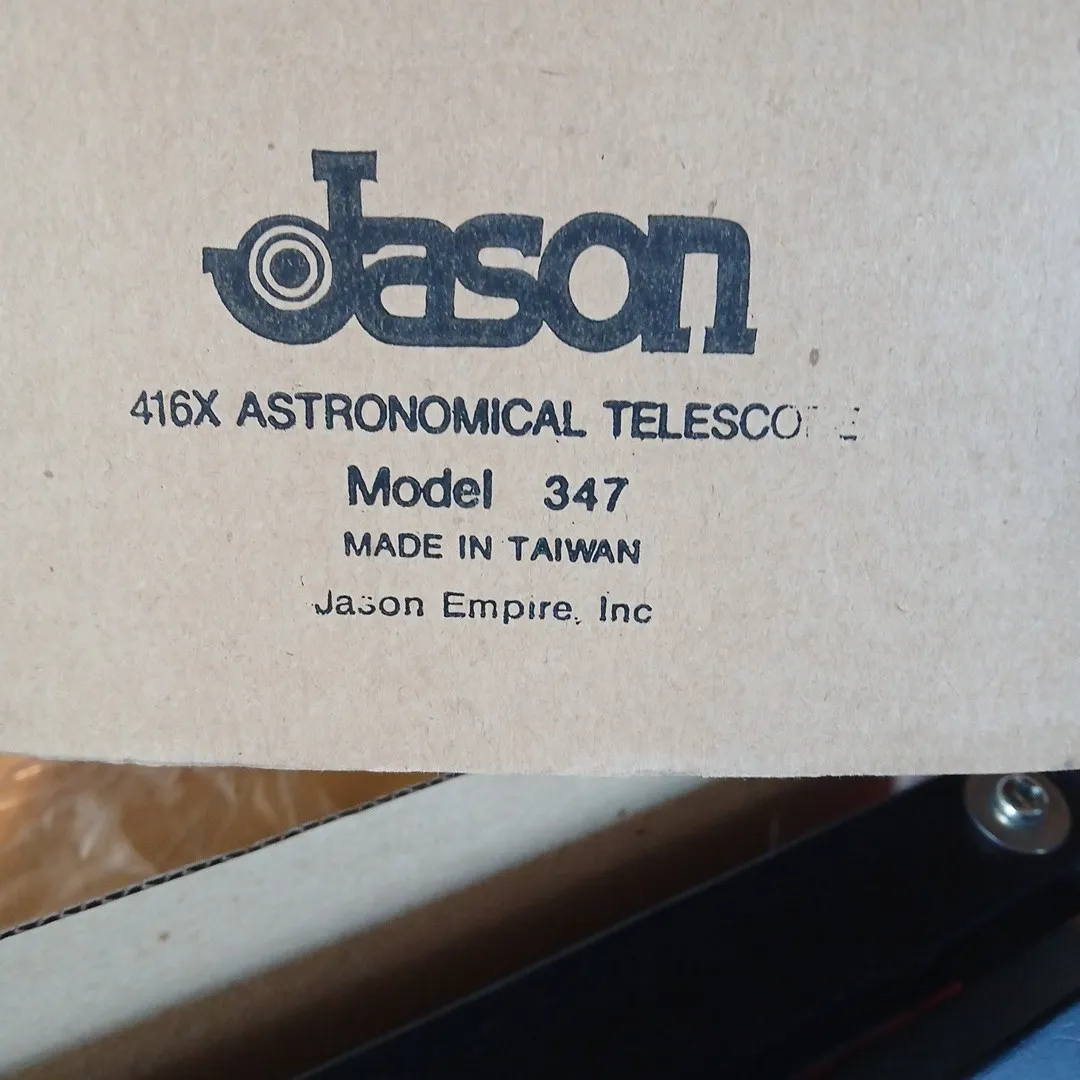 Jason
416X ASTRONOMICAL TELESCOPE
Model 347
MADE IN TAIWAN
Jason Empire, Inc